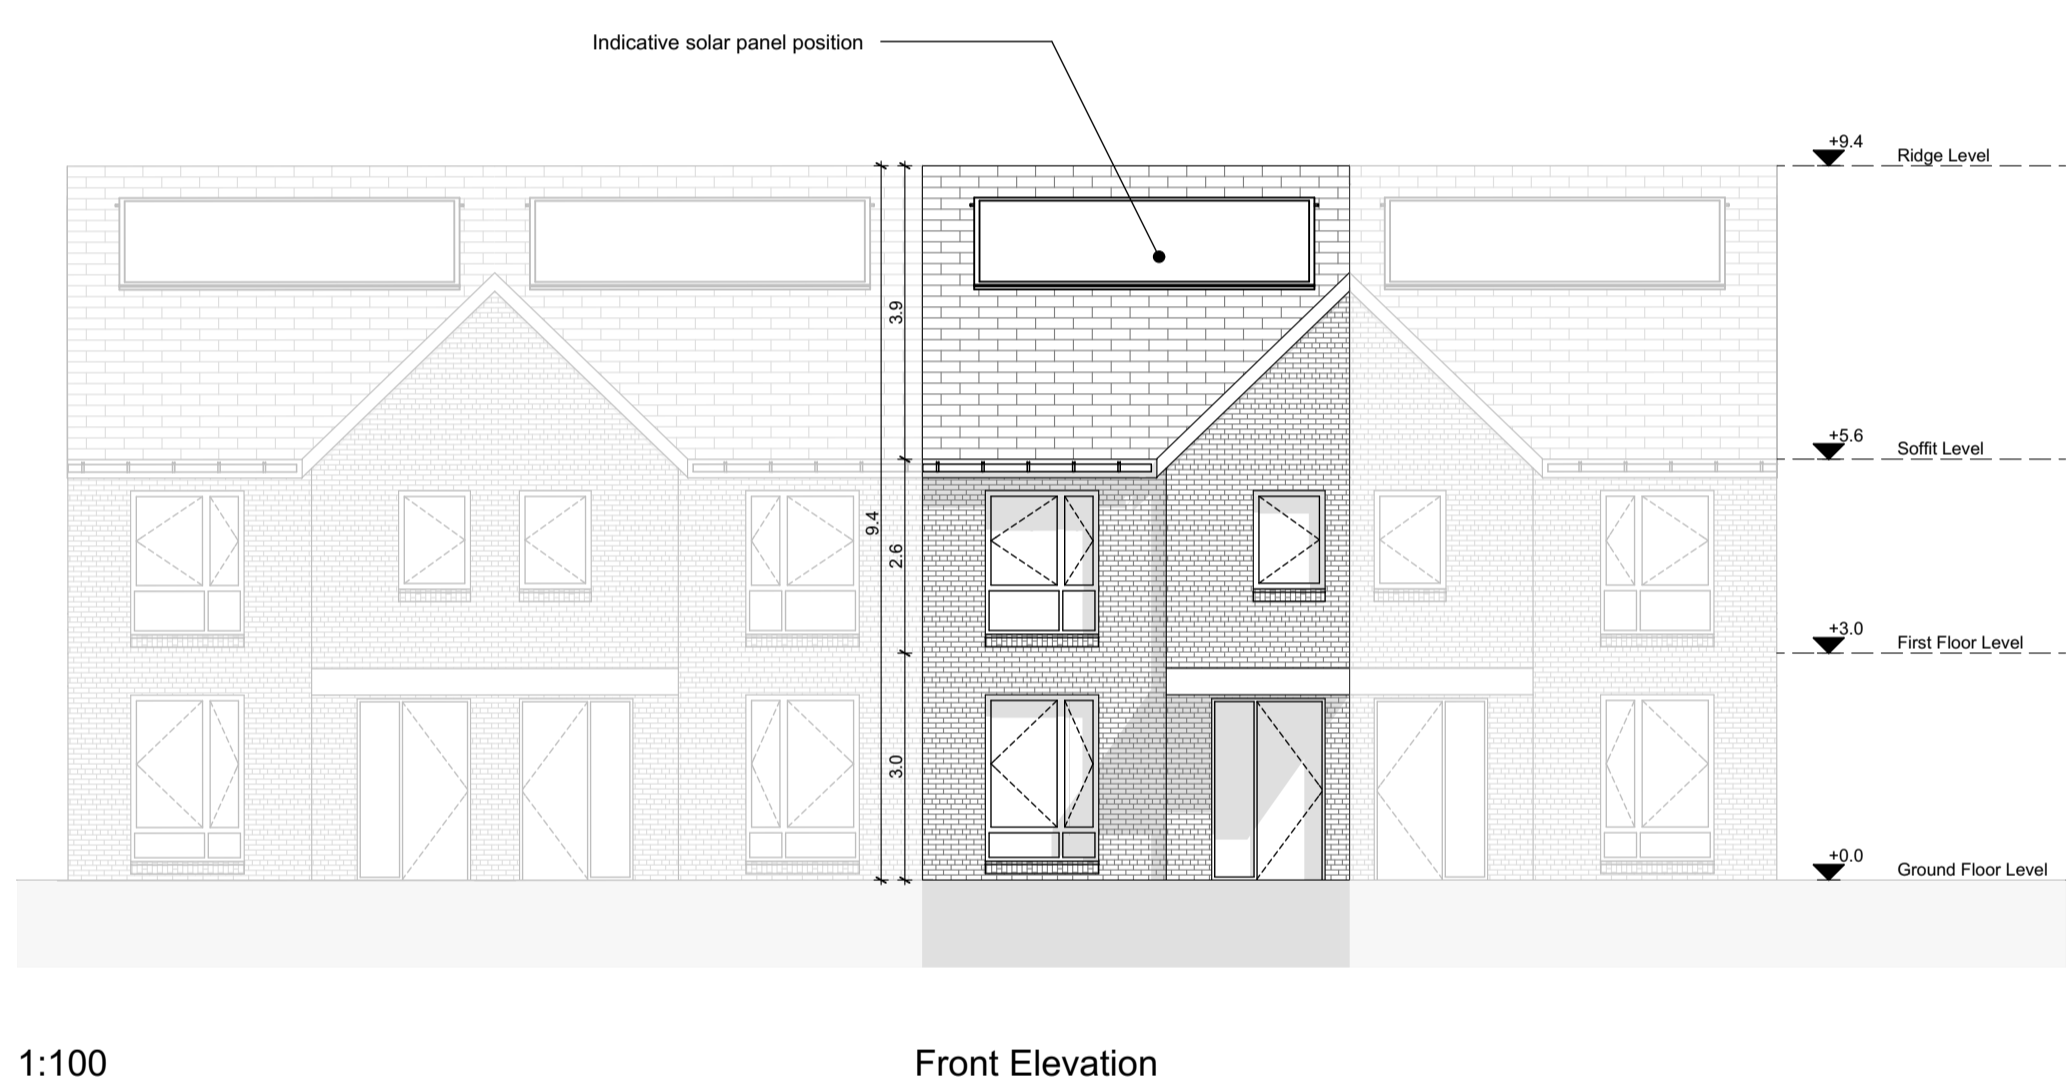 Indicative solar panel position
+9.4
Ridge Level
3.9
+5.6
Soffit Level
9.4
2.6
+3.0
First Floor Level
3.0
+0.0
Ground Floor Level
1:100
Front Elevation